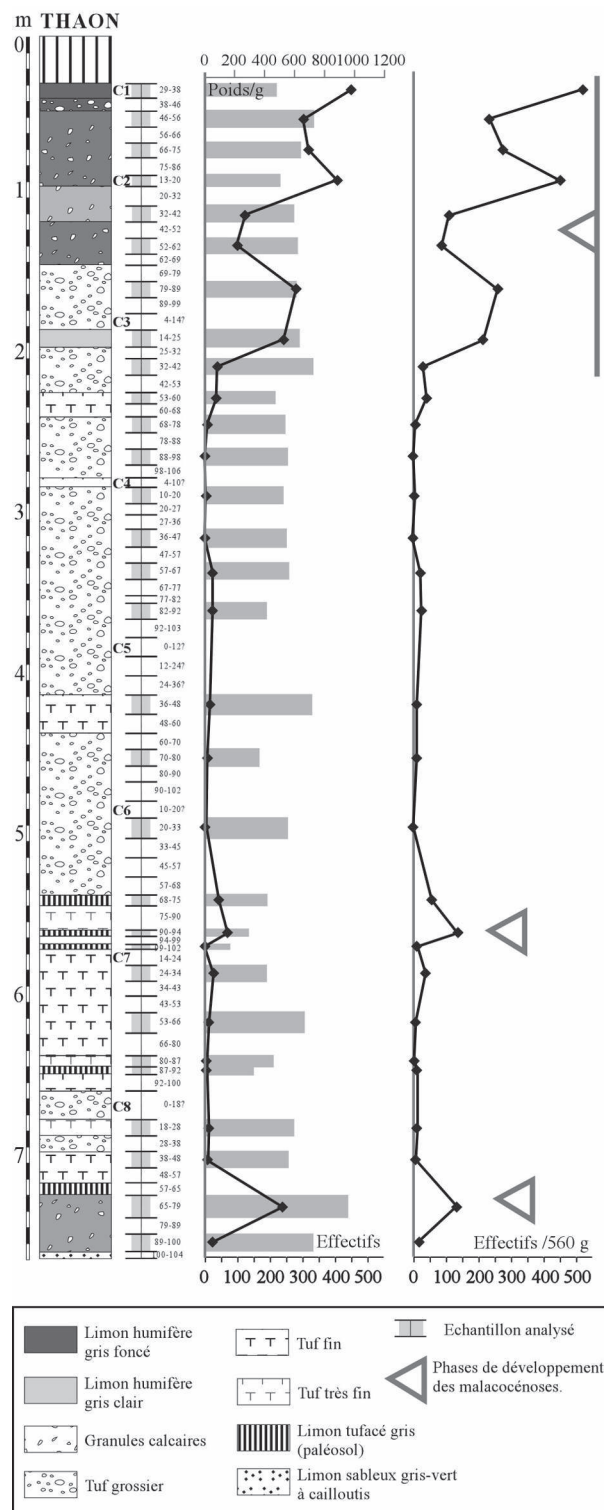 m THAON
0
1
2
3
4
5
6
7
C1
C2
C3
C4
C5
C6
C7
C8
29-38
38-46
46-56
56-66
66-75
75-86
13-20
20-32
32-42
42-52
52-62
62-69
69-79
79-89
89-99
4-14?
14-25
25-32
32-42
42-53
53-60
60-68
68-78
78-88
88-98
98-106
4-10?
10-20
20-27
27-36
36-47
47-57
57-67
67-77
77-82
82-92
92-103
0-12?
12-24?
24-36?
36-48
48-60
60-70
70-80
80-90
90-102
10-20?
20-33
33-45
45-57
57-68
68-75
75-90
90-94
94-99
9-102
14-24
24-34
34-43
43-53
53-66
66-80
80-87
87-92
92-100
0-18?
18-28
28-38
38-48
48-57
57-65
65-79
79-89
89-100
00-104
0 200 400 600 800 1000 1200
Poids/g
Effectifs
0 100 200 300 400 500 600
Effectifs /560 g
0 100 200 300 400 500
Limon humifère
gris foncé
Limon humifère
gris clair
Granules calcaires
Tuf grossier
Tuf fin
Tuf très fin
Limon tufacé gris
(paléosol)
Limon sableux gris-vert
à cailloutis
Echantillon analysé
Phases de développement
des malacocénoses.